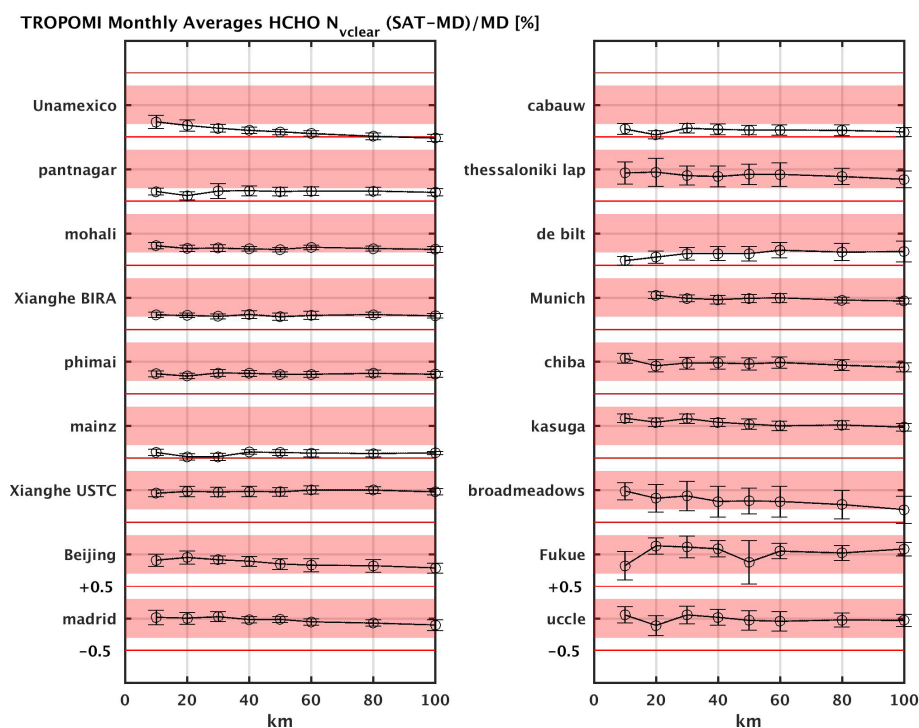 TROPOMI Monthly Averages HCHO N_vclear (SAT-MD)/MD [%]
Unamexico
pantnagar
mohali
Xianghe BIRA
phimai
mainz
Xianghe USTC
Beijing
+0.5
madrid
-0.5
0 20 40 60 80 100
km
cabauw
thessaloniki lap
de bilt
Munich
chiba
kasuga
broadmeadows
Fukue
+0.5
uccle
-0.5
0 20 40 60 80 100
km